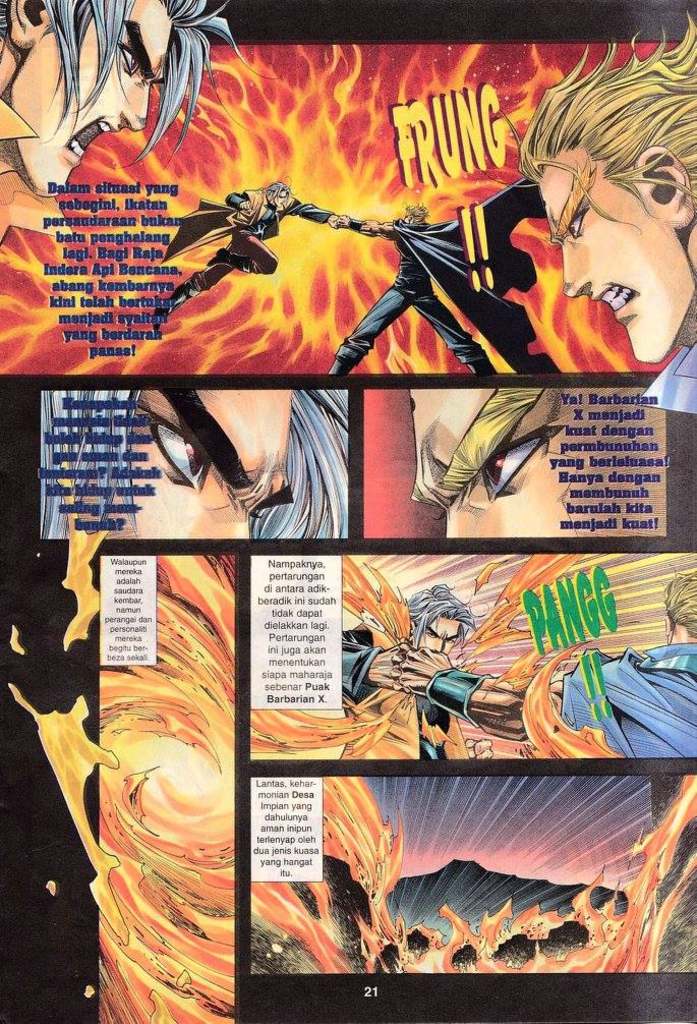 FRUNG
!!
Dalam situasi yang
sebegini, ikatan
persaudaraan bukan
batu penghalang
lagi. Bagi Raja
Indera Api Bencana,
abang kembarnya
kini telah bertukar
menjadi syaitan
yang berdarah
panas!
kita
saling
Ya! Barbarian
X menjadi
kuat dengan
permbunuhan
yang berleluasa!
Hanya dengan
membunuh
barulah kita
menjadi kuat!
Walaupun
mereka
adalah
saudara
kembar,
namun
perangai dan
personaliti
mereka
begitu ber-
beza sekali.
Nampaknya,
pertarungan
di antara adik-
beradik ini sudah
tidak dapat
dielakkan lagi.
Pertarungan
ini juga akan
menentukan
siapa maharaja
sebenar Puak
Barbarian X.
PANGG
!!
Lantas, kehar-
monian Desa
Impian yang
dahulunya
aman inipun
terlenyap oleh
dua jenis kuasa
yang hangat
itu.
21